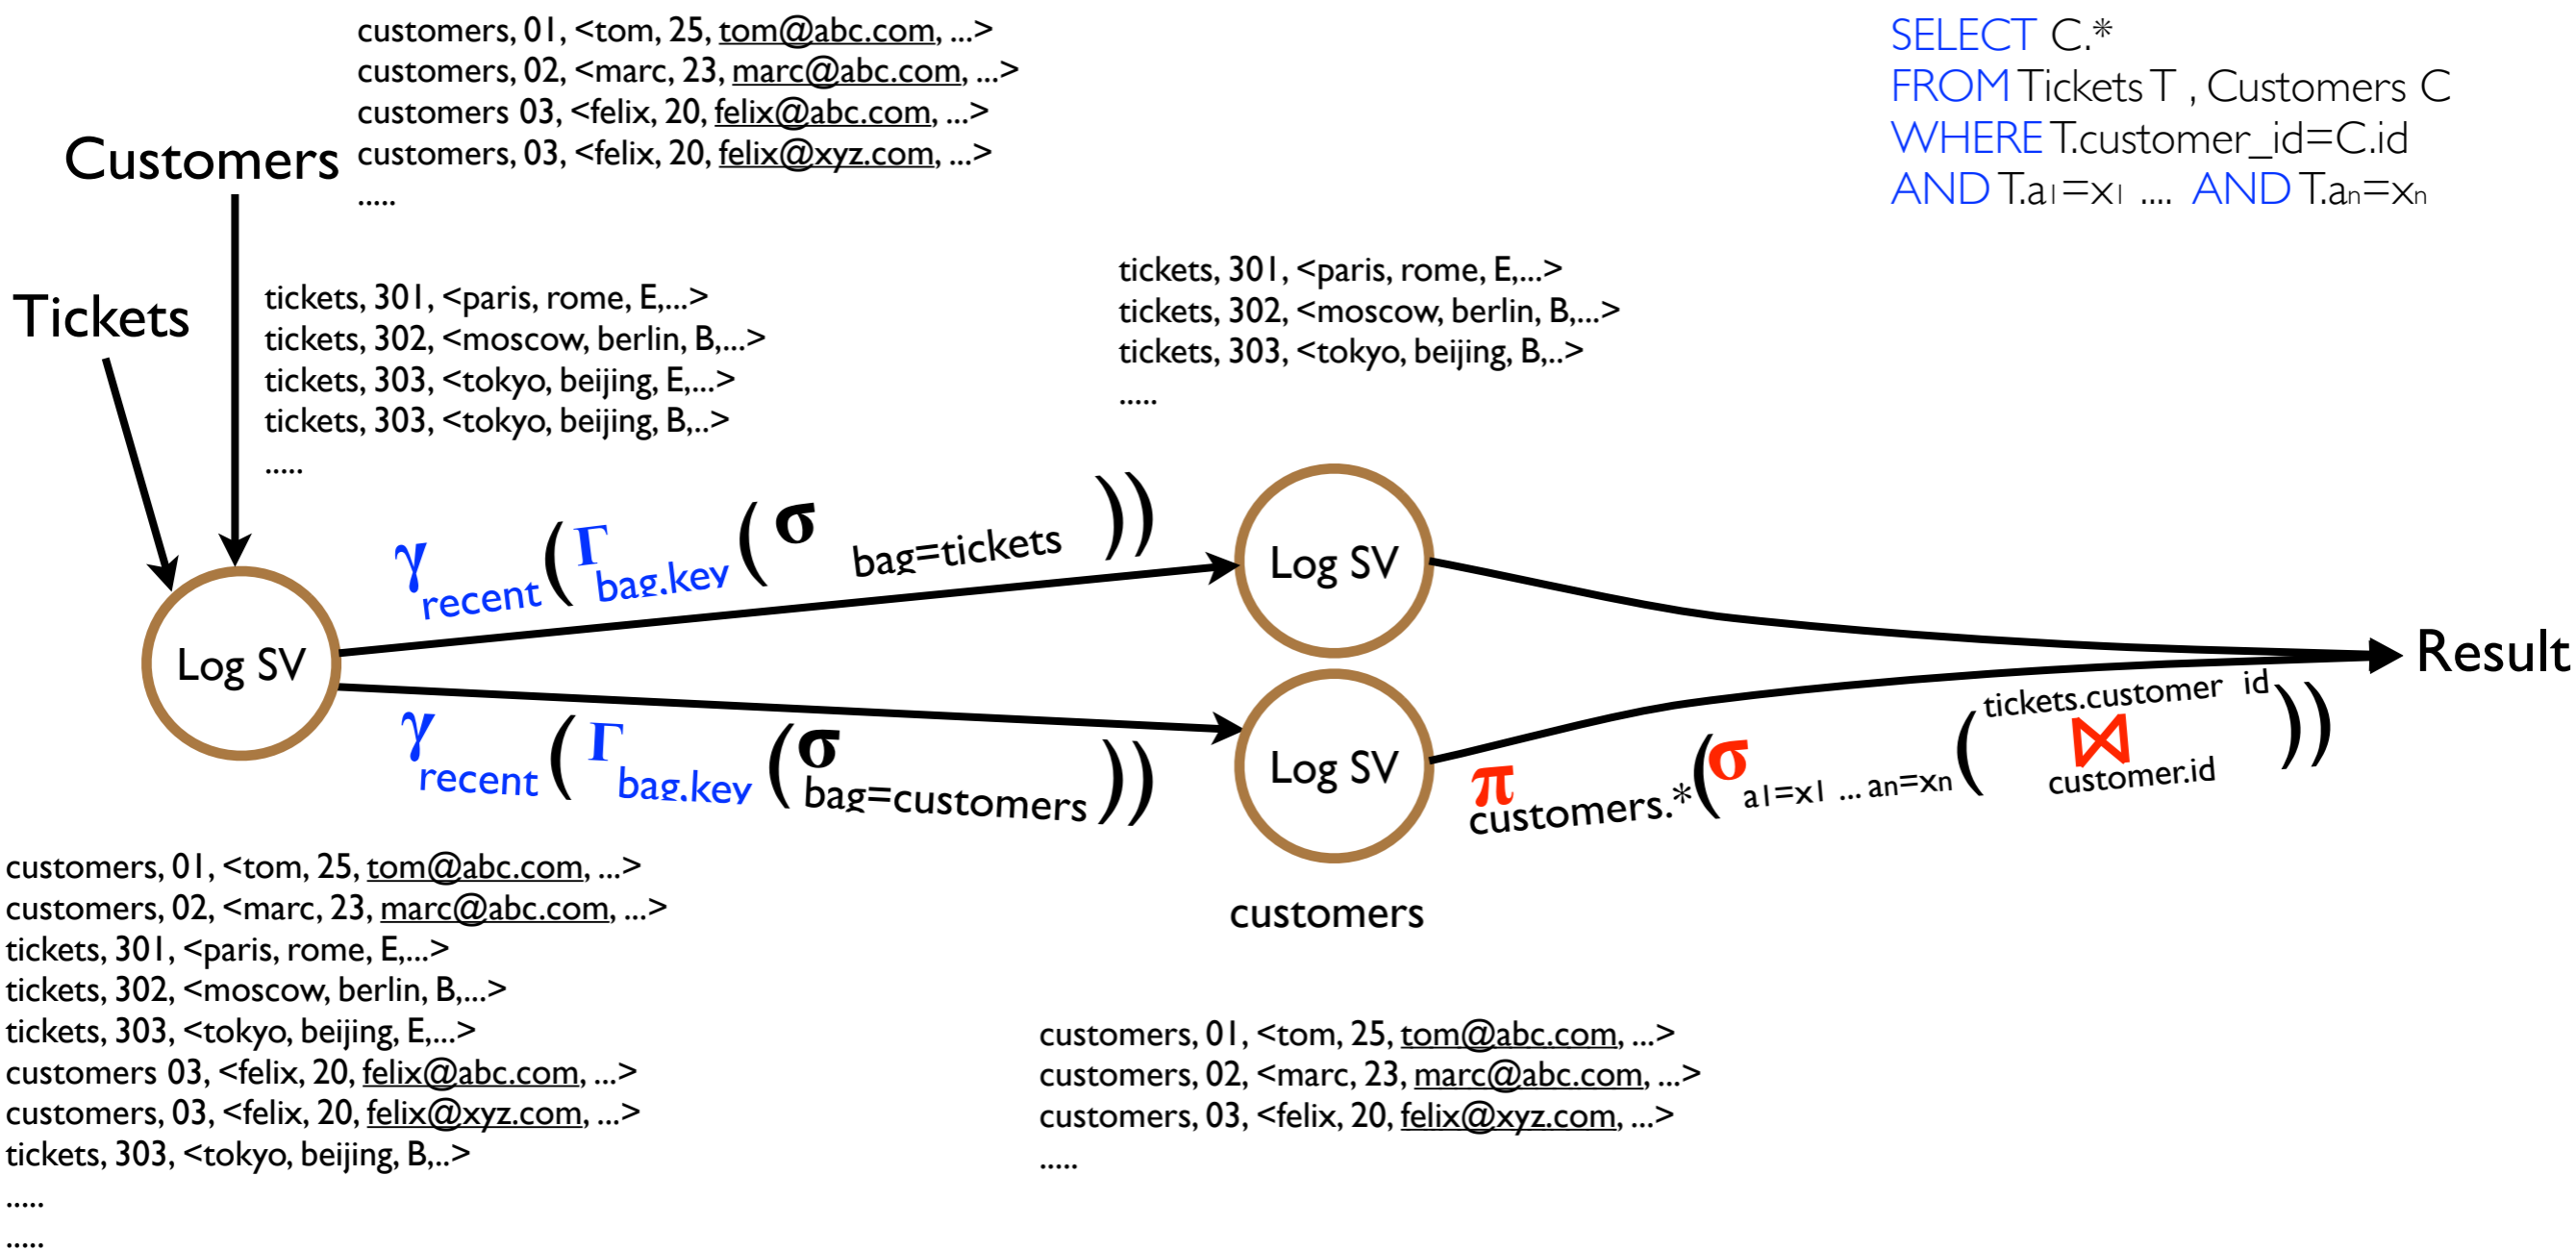 customers, 01, <tom, 25, tom@abc.com, ...>
customers, 02, <marc, 23, marc@abc.com, ...>
customers 03, <felix, 20, felix@abc.com, ...>
customers, 03, <felix, 20, felix@xyz.com, ...>
.....
SELECT C.*
FROM Tickets T , Customers C
WHERE T.customer_id=C.id
AND T.a1=x1 .... AND T.an=xn
Customers
Tickets
tickets, 301, <paris, rome, E,...>
tickets, 302, <moscow, berlin, B,...>
tickets, 303, <tokyo, beijing, E,...>
tickets, 303, <tokyo, beijing, B,..>
.....
tickets, 301, <paris, rome, E,...>
tickets, 302, <moscow, berlin, B,...>
tickets, 303, <tokyo, beijing, B,..>
.....
γ recent ( Γ bag.key ( σ bag=tickets ))
Log SV
Log SV
Log SV
γ recent ( Γ bag.key ( σ bag=customers ))
π customers.* ( σ a1=x1 ... an=xn ( tickets.customer id ⋈ customer.id ))
Result
customers
customers, 01, <tom, 25, tom@abc.com, ...>
customers, 02, <marc, 23, marc@abc.com, ...>
tickets, 301, <paris, rome, E,...>
tickets, 302, <moscow, berlin, B,...>
tickets, 303, <tokyo, beijing, E,...>
customers 03, <felix, 20, felix@abc.com, ...>
customers, 03, <felix, 20, felix@xyz.com, ...>
tickets, 303, <tokyo, beijing, B,..>
.....
.....
customers, 01, <tom, 25, tom@abc.com, ...>
customers, 02, <marc, 23, marc@abc.com, ...>
customers, 03, <felix, 20, felix@xyz.com, ...>
.....